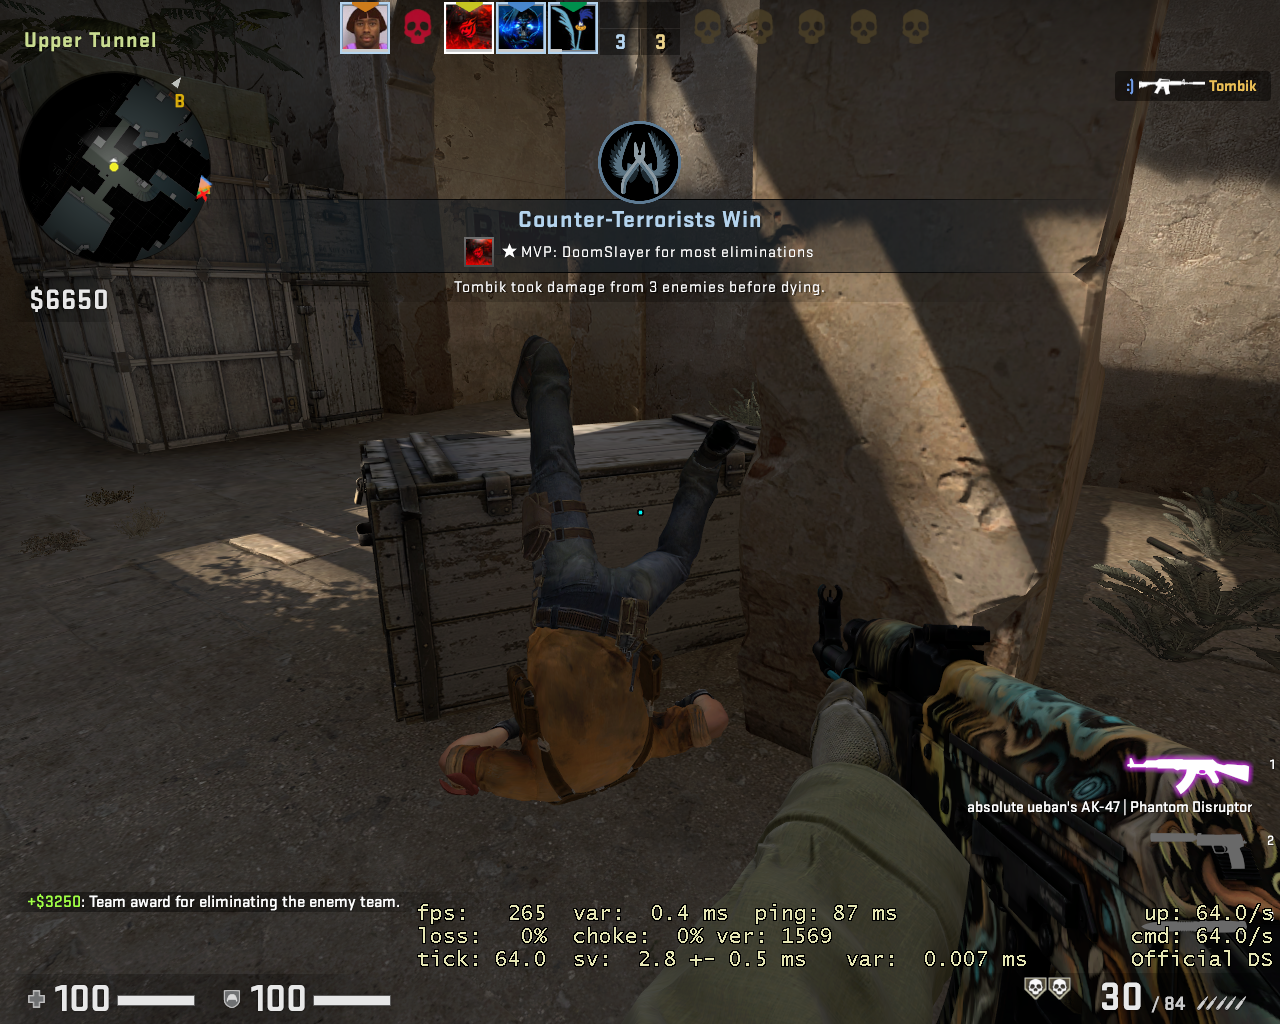 Upper Tunnel
3 3
B
:) Tombik
Counter-Terrorists Win
MVP: DoomSlayer for most eliminations
Tombik took damage from 3 enemies before dying.
$6650
14
1
absolute ueban's AK-47 | Phantom Disruptor
2
+$3250: Team award for eliminating the enemy team.
fps: 265 var: 0.4 ms ping: 87 ms up: 64.0/s
loss: 0% choke: 0% ver: 1569 cmd: 64.0/s
tick: 64.0 sv: 2.8 +- 0.5 ms var: 0.007 ms Official DS
100 100 30 / 84